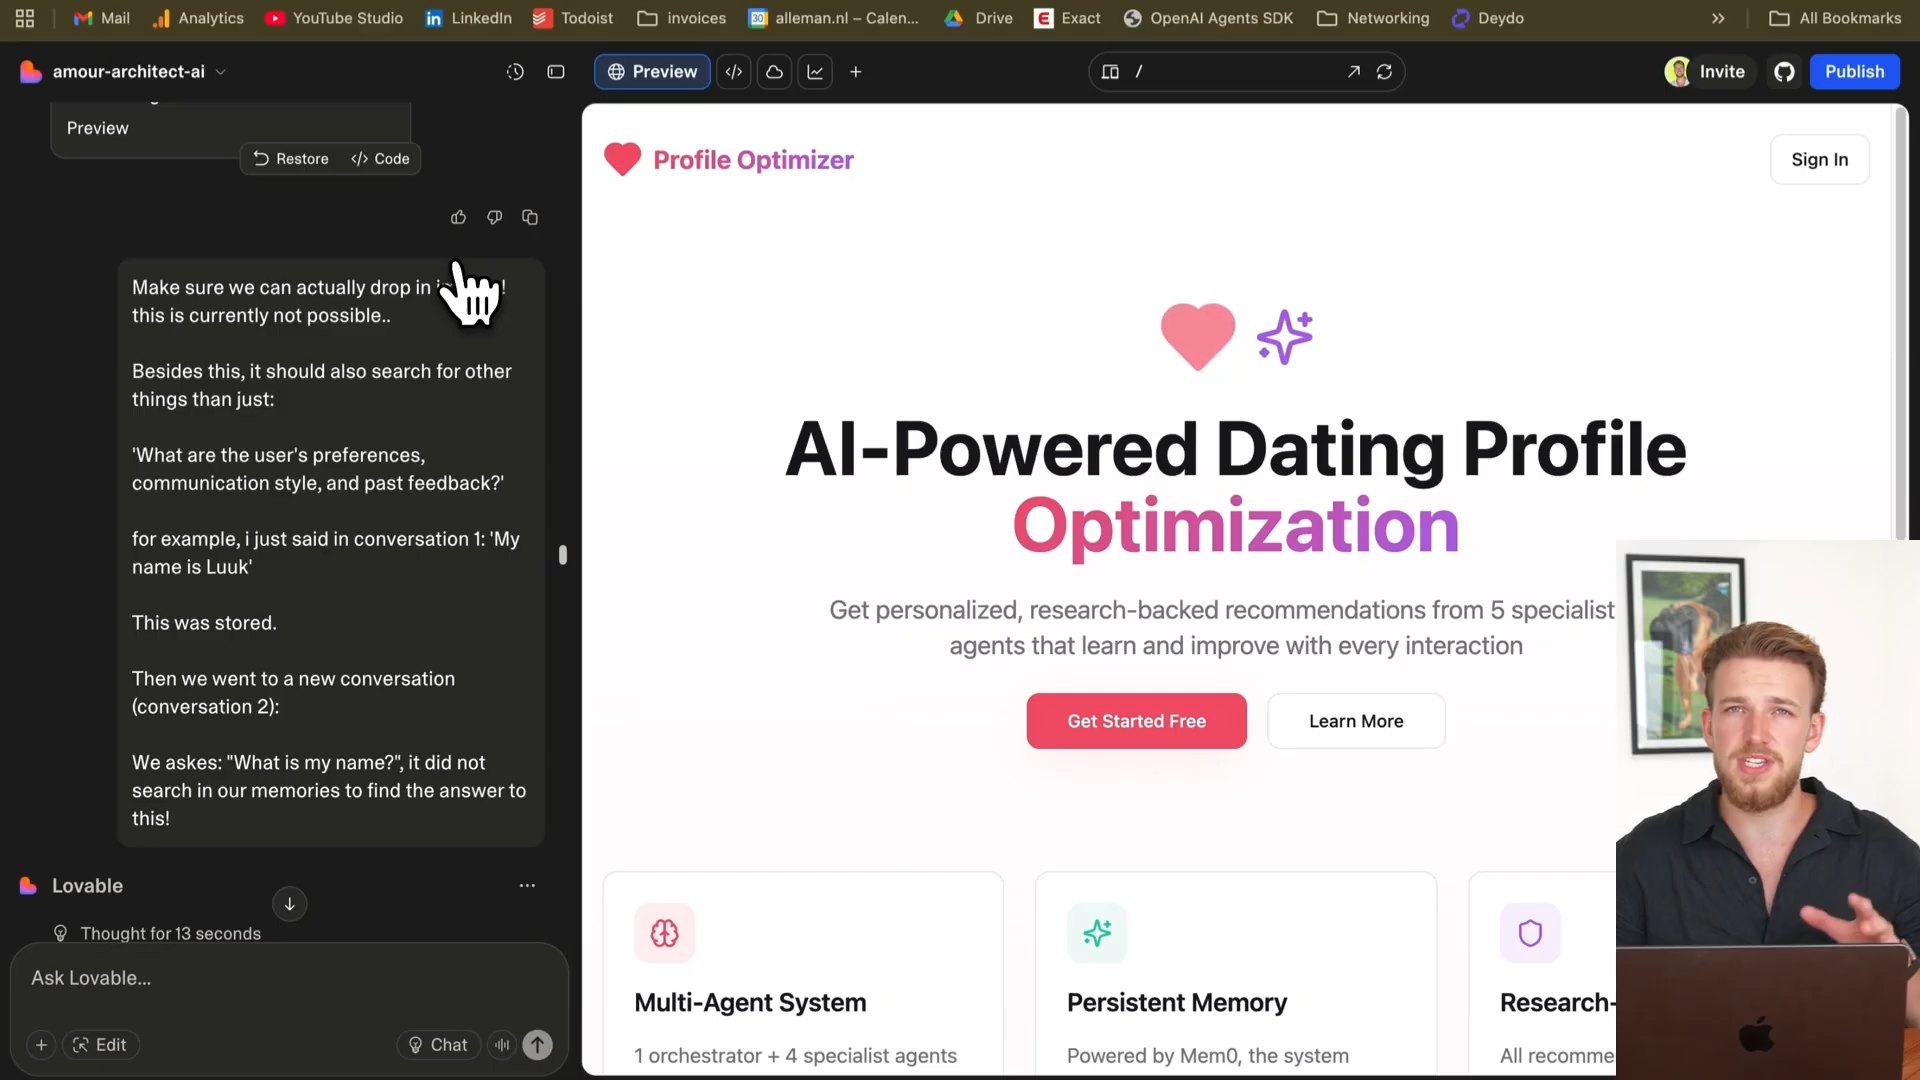 Mail
Analytics
YouTube Studio
LinkedIn
Todoist
invoices
alleman.nl – Calen...
Drive
Exact
OpenAI Agents SDK
Networking
Deydo
All Bookmarks
amour-architect-ai
Preview
/
Invite
Publish
Preview
Restore
Code
Make sure we can actually drop in
this is currently not possible..
Besides this, it should also search for other
things than just:
'What are the user's preferences,
communication style, and past feedback?'
for example, i just said in conversation 1: 'My
name is Luuk'
This was stored.
Then we went to a new conversation
(conversation 2):
We askes: "What is my name?", it did not
search in our memories to find the answer to
this!
Lovable
Thought for 13 seconds
Ask Lovable...
Edit
Chat
Profile Optimizer
Sign In
AI-Powered Dating Profile
Optimization
Get personalized, research-backed recommendations from 5 specialist
agents that learn and improve with every interaction
Get Started Free
Learn More
Multi-Agent System
1 orchestrator + 4 specialist agents
Persistent Memory
Powered by Mem0, the system
Research-
All recomme